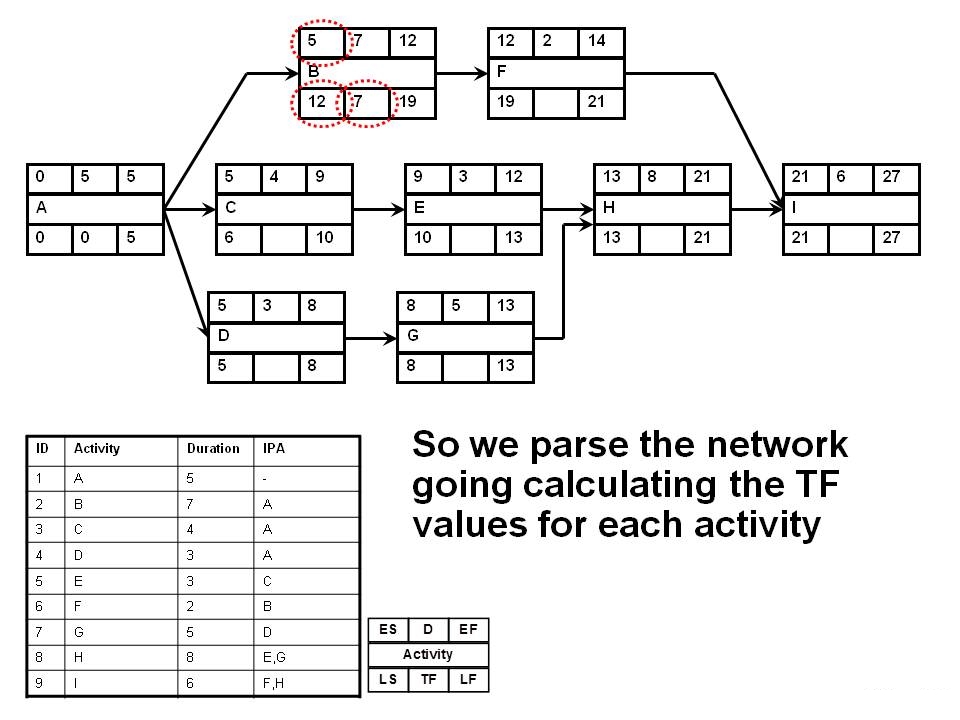 5 7 12
B
12 7 19
12 2 14
F
19 21
0 5 5
A
0 0 5
5 4 9
C
6 10
9 3 12
E
10 13
13 8 21
H
13 21
21 6 27
I
21 27
5 3 8
D
5 8
8 5 13
G
8 13
So we parse the network
going calculating the TF
values for each activity
ID Activity Duration IPA
1 A 5 -
2 B 7 A
3 C 4 A
4 D 3 A
5 E 3 C
6 F 2 B
7 G 5 D
8 H 8 E,G
9 I 6 F,H
ES D EF
Activity
LS TF LF